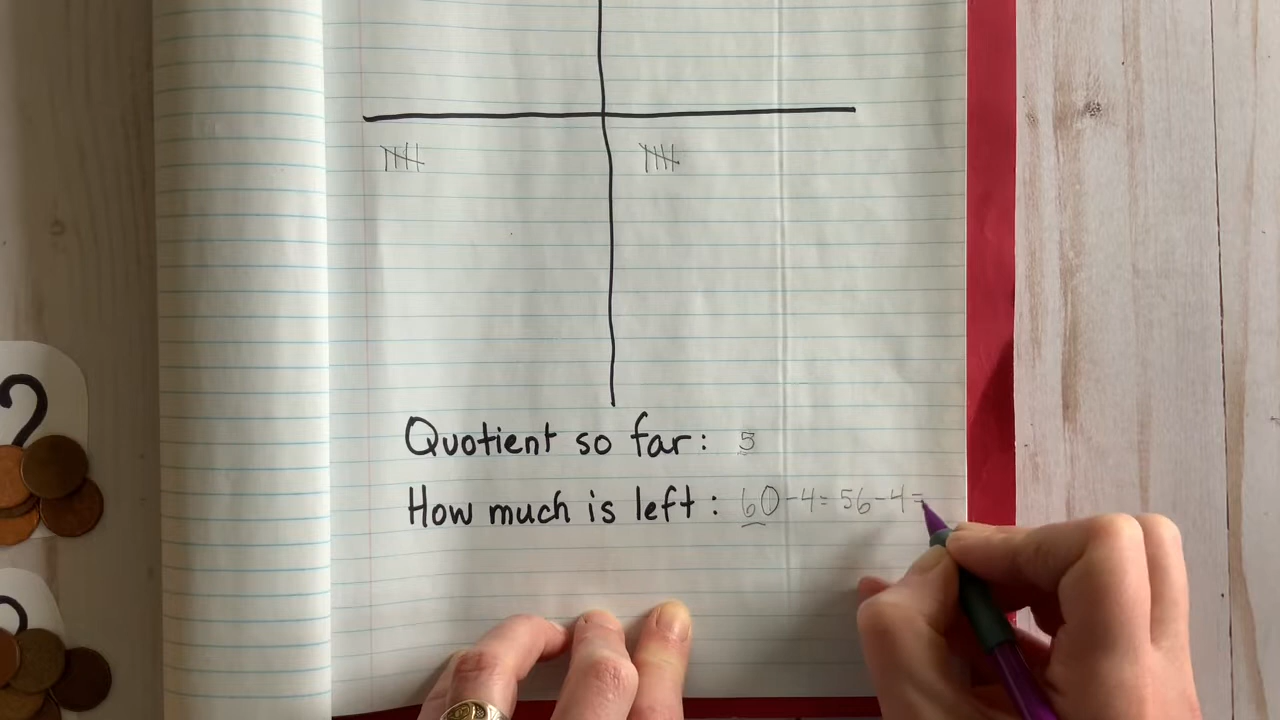 ?
?
Quotient so far: 5
How much is left: 60-4=56-4=